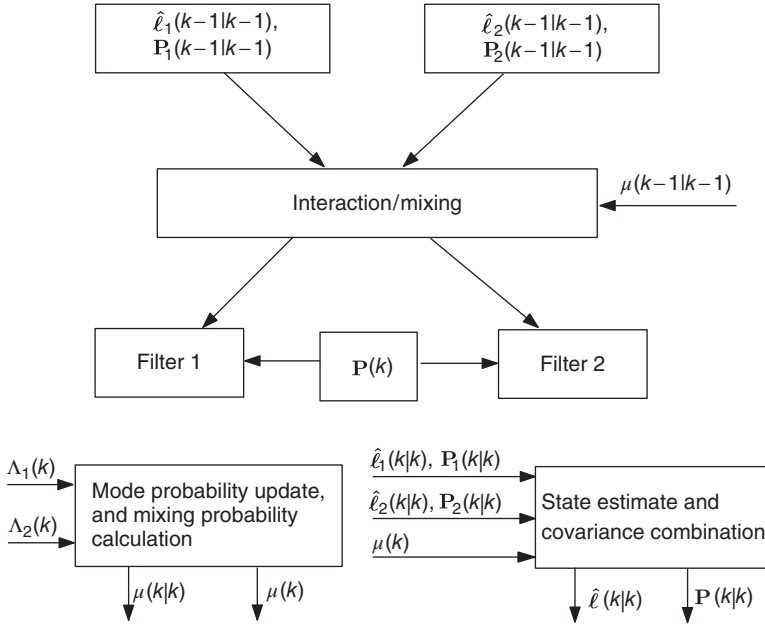 ℓ̂₁(k−1|k−1),
P₁(k−1|k−1)
ℓ̂₂(k−1|k−1),
P₂(k−1|k−1)
Interaction/mixing
μ(k−1|k−1)
Filter 1
P(k)
Filter 2
Λ₁(k)
Λ₂(k)
Mode probability update,
and mixing probability
calculation
μ(k|k)
μ(k)
ℓ̂₁(k|k), P₁(k|k)
ℓ̂₂(k|k), P₂(k|k)
μ(k)
State estimate and
covariance combination
ℓ̂(k|k)
P(k|k)